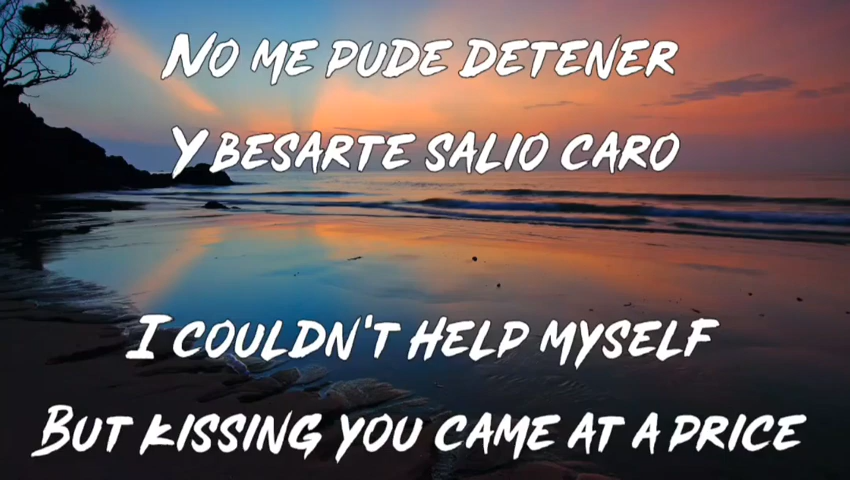 No me pude detener
Y besarte salio caro
I couldn't help myself
But kissing you came at a price